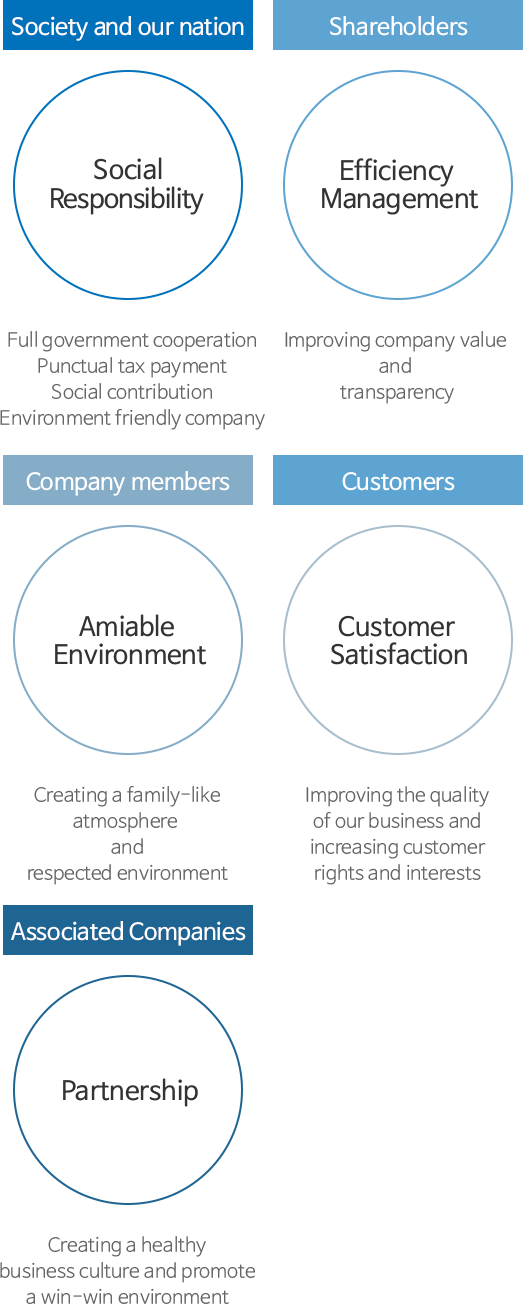 Society and our nation
Social
Responsibility
Full government cooperation
Punctual tax payment
Social contribution
Environment friendly company
Shareholders
Efficiency
Management
Improving company value
and
transparency
Company members
Amiable
Environment
Creating a family-like
atmosphere
and
respected environment
Customers
Customer
Satisfaction
Improving the quality
of our business and
increasing customer
rights and interests
Associated Companies
Partnership
Creating a healthy
business culture and promote
a win-win environment